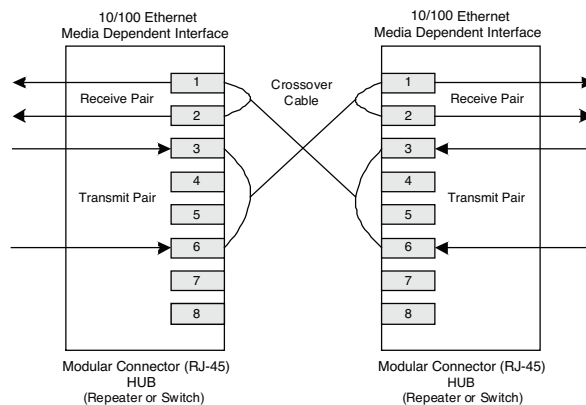 10/100 Ethernet
Media Dependent Interface
10/100 Ethernet
Media Dependent Interface
1
Receive Pair
2
3
4
Transmit Pair
5
6
7
8
Crossover
Cable
1
Receive Pair
2
3
4
Transmit Pair
5
6
7
8
Modular Connector (RJ-45)
HUB
(Repeater or Switch)
Modular Connector (RJ-45)
HUB
(Repeater or Switch)